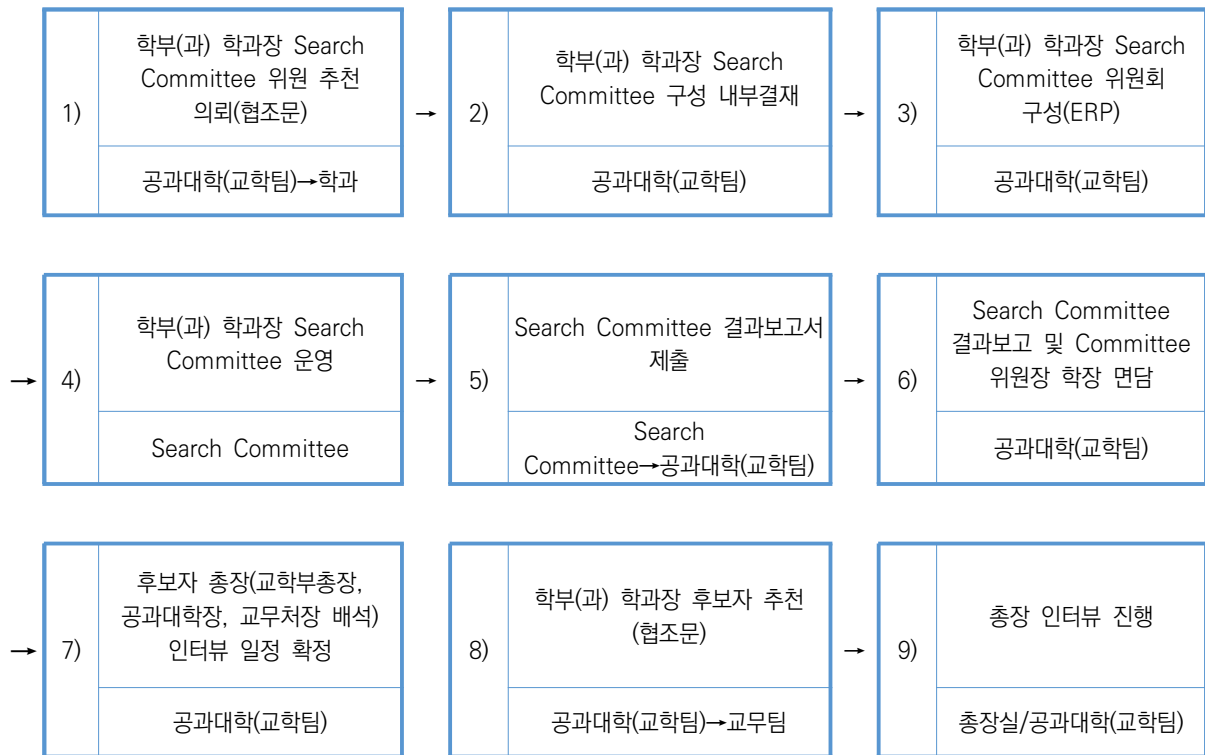 1)
학부(과) 학과장 Search
Committee 위원 추천
의뢰(협조문)
공과대학(교학팀)→학과
→
2)
학부(과) 학과장 Search
Committee 구성 내부결재
공과대학(교학팀)
→
3)
학부(과) 학과장 Search
Committee 위원회
구성(ERP)
공과대학(교학팀)
→
4)
학부(과) 학과장 Search
Committee 운영
Search Committee
→
5)
Search Committee 결과보고서
제출
Search
Committee→공과대학(교학팀)
→
6)
Search Committee
결과보고 및 Committee
위원장 학장 면담
공과대학(교학팀)
→
7)
후보자 총장(교학부총장,
공과대학장, 교무처장 배석)
인터뷰 일정 확정
공과대학(교학팀)
8)
학부(과) 학과장 후보자 추천
(협조문)
공과대학(교학팀)→교무팀
→
9)
총장 인터뷰 진행
총장실/공과대학(교학팀)